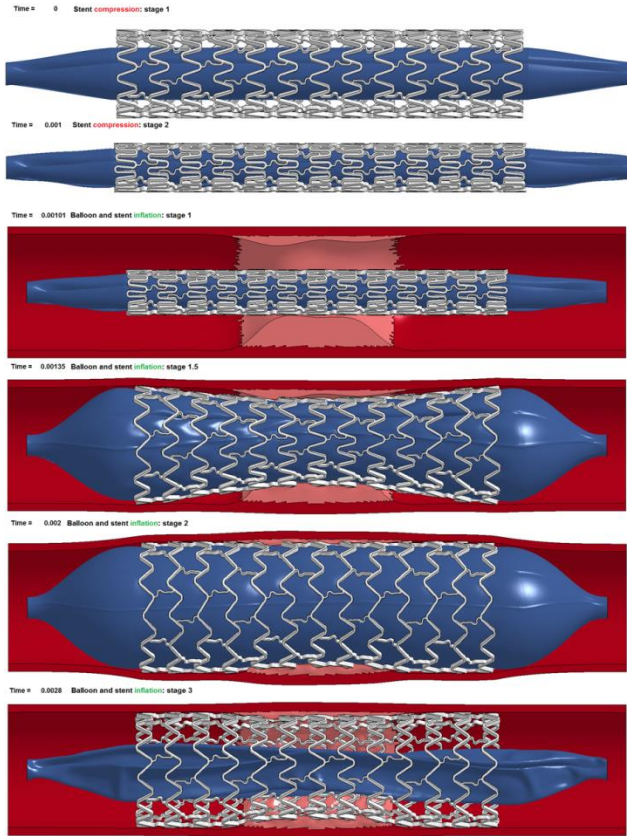 Time = 0 Stent compression: stage 1
Time = 0.001 Stent compression: stage 2
Time = 0.00101 Balloon and stent inflation: stage 1
Time = 0.00135 Balloon and stent inflation: stage 1.5
Time = 0.002 Balloon and stent inflation: stage 2
Time = 0.0028 Balloon and stent inflation: stage 3